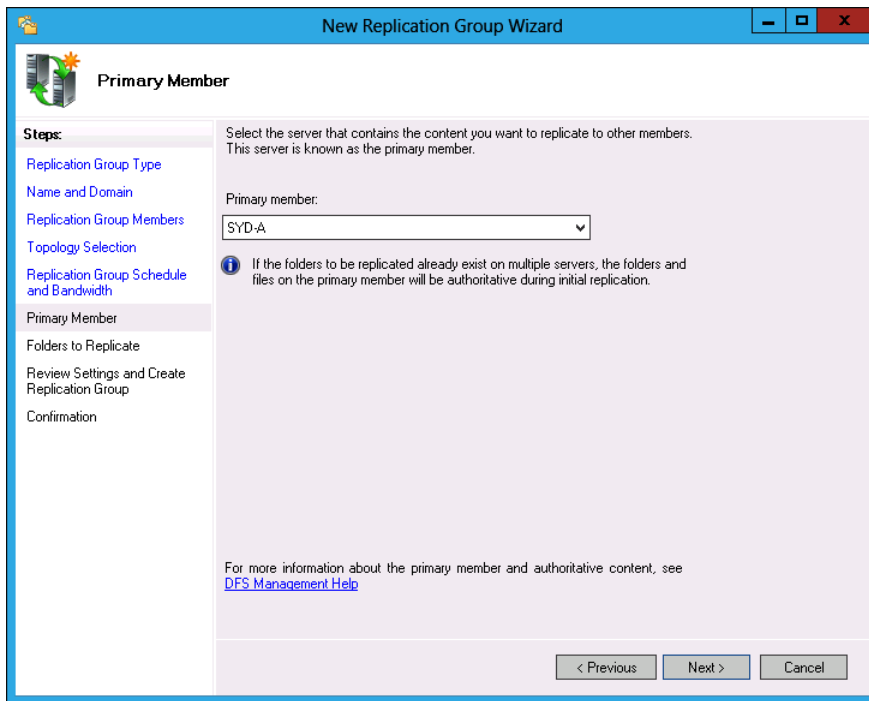 New Replication Group Wizard
Primary Member
Steps:
Replication Group Type
Name and Domain
Replication Group Members
Topology Selection
Replication Group Schedule
and Bandwidth
Primary Member
Folders to Replicate
Review Settings and Create
Replication Group
Confirmation
Select the server that contains the content you want to replicate to other members.
This server is known as the primary member.
Primary member:
SYD-A
If the folders to be replicated already exist on multiple servers, the folders and
files on the primary member will be authoritative during initial replication.
For more information about the primary member and authoritative content, see
DFS Management Help
< Previous
Next >
Cancel